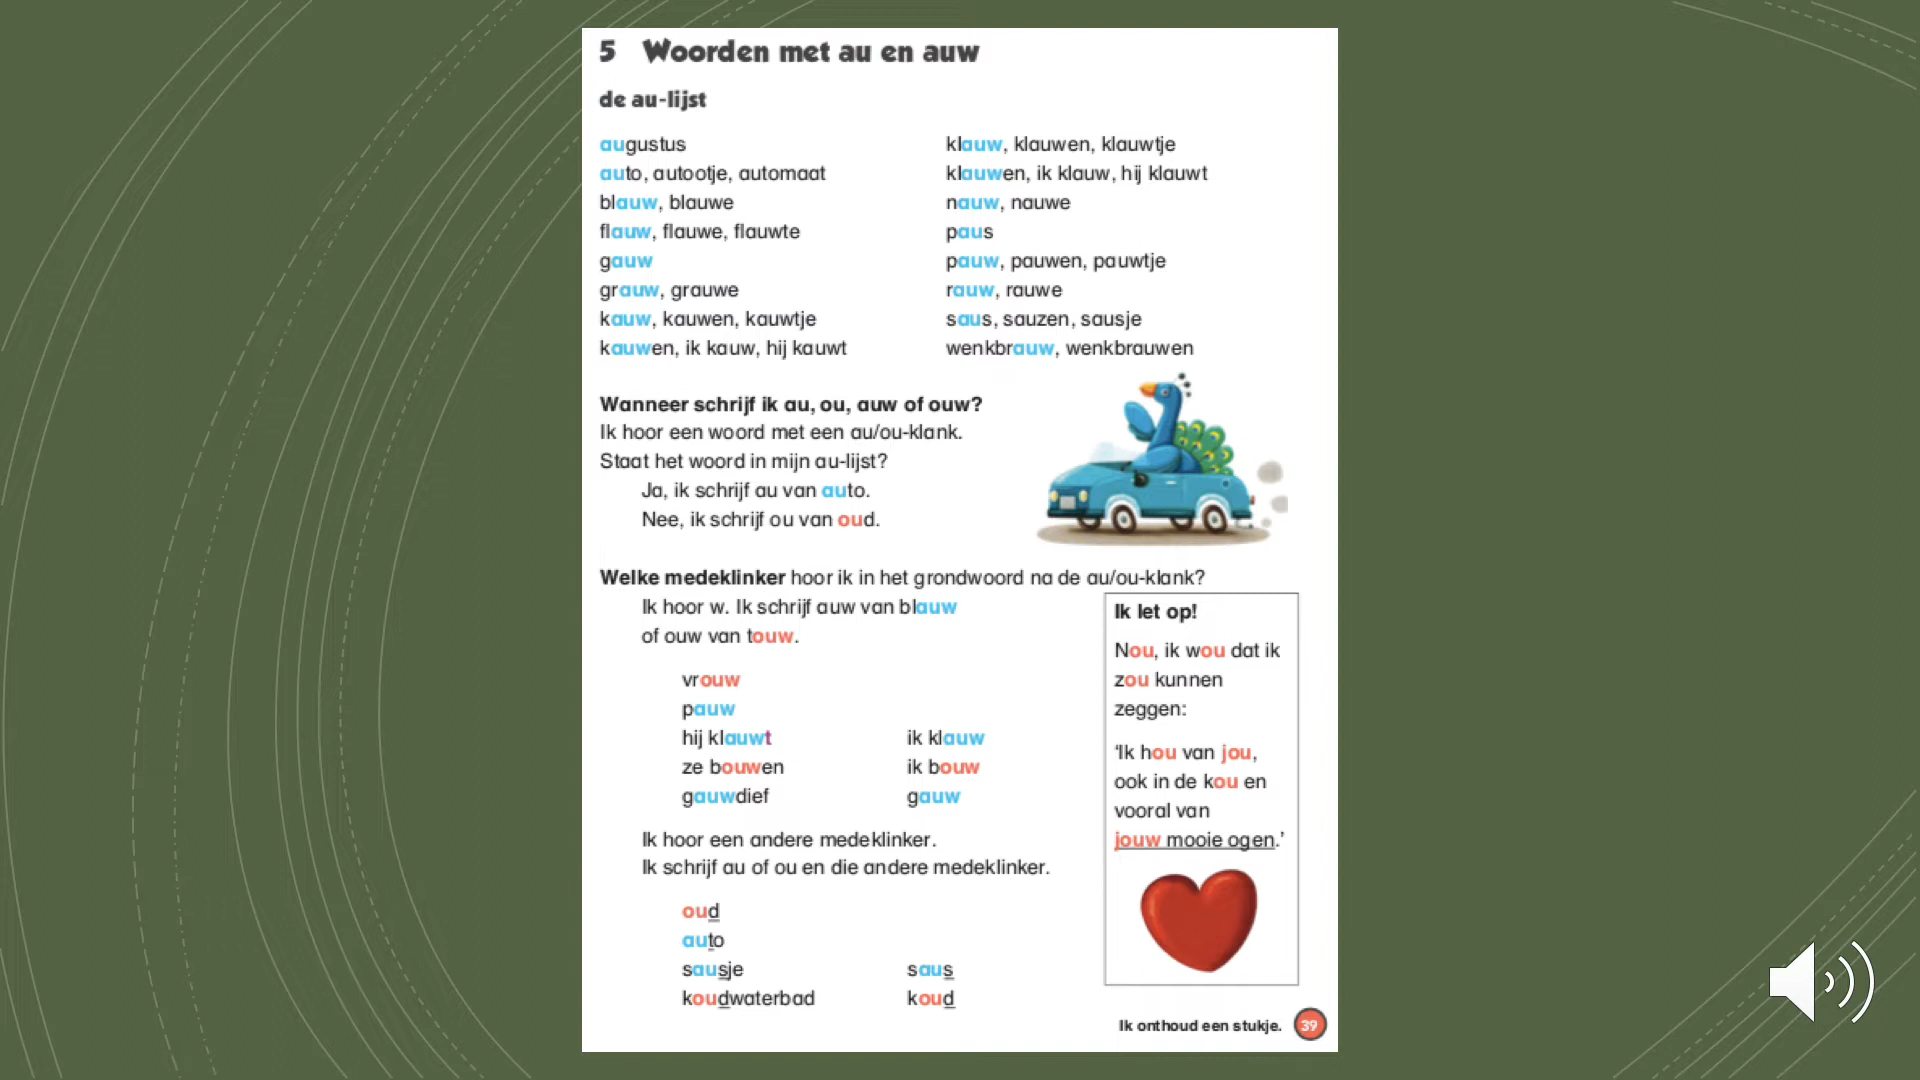 5 Woorden met au en auw
de au-lijst
augustus
auto, autootje, automaat
blauw, blauwe
flauw, flauwe, flauwte
gauw
grauw, grauwe
kauw, kauwen, kauwtje
kauwen, ik kauw, hij kauwt
klauw, klauwen, klauwtje
klauwen, ik klauw, hij klauwt
nauw, nauwe
paus
pauw, pauwen, pauwtje
rauw, rauwe
saus, sauzen, sausje
wenkbrauw, wenkbrauwen
Wanneer schrijf ik au, ou, auw of ouw?
Ik hoor een woord met een au/ou-klank.
Staat het woord in mijn au-lijst?
Ja, ik schrijf au van auto.
Nee, ik schrijf ou van oud.
Welke medeklinker hoor ik in het grondwoord na de au/ou-klank?
Ik hoor w. Ik schrijf auw van blauw
of ouw van touw.
vrouw
pauw
hij klauwt ik klauw
ze bouwen ik bouw
gauwdief gauw
Ik hoor een andere medeklinker.
Ik schrijf au of ou en die andere medeklinker.
oud
auto
sausje saus
koudwaterbad koud
Ik let op!
Nou, ik wou dat ik
zou kunnen
zeggen:
‘Ik hou van jou,
ook in de kou en
vooral van
jouw mooie ogen.’
Ik onthoud een stukje. 39